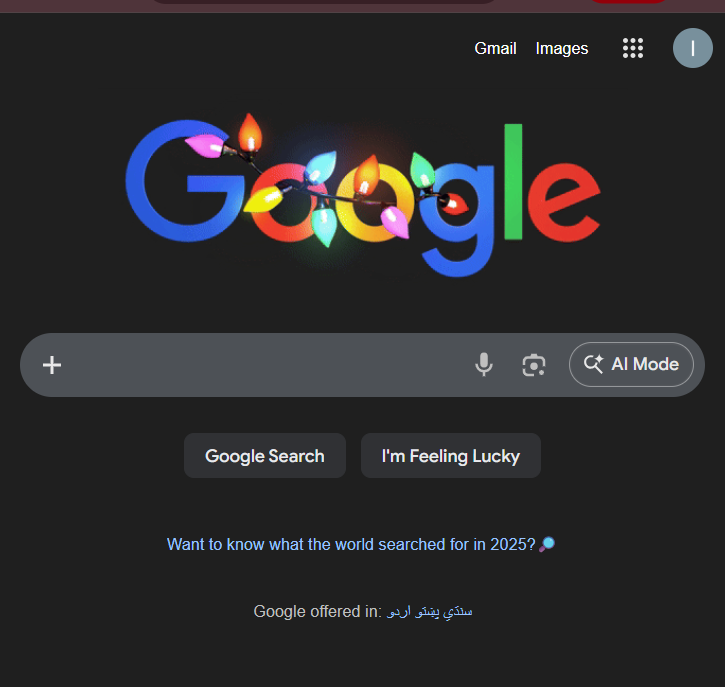 Gmail Images I
Google
AI Mode
Google Search I'm Feeling Lucky
Want to know what the world searched for in 2025?
Google offered in: اردو پښتو سنڌي